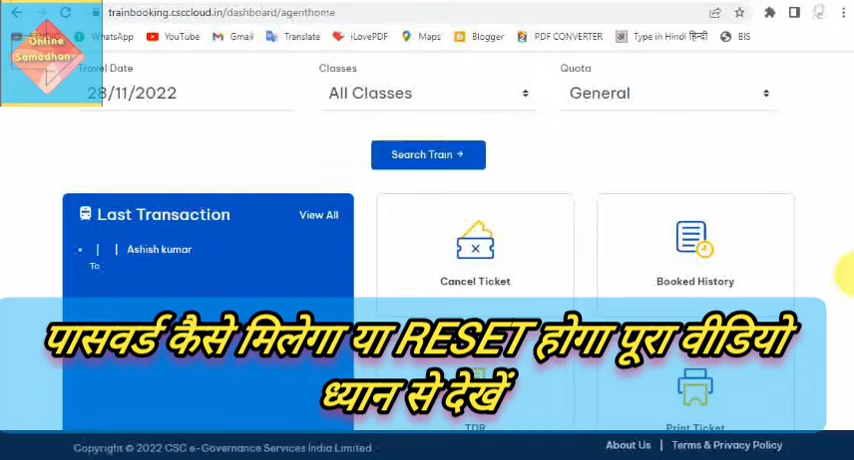 trainbooking.csccloud.in/dashboard/agenthome
WhatsApp YouTube Gmail Translate iLovePDF Maps Blogger PDF CONVERTER Type in Hindi हिन्दी BIS
Online
Samadhan
Travel Date Classes Quota
28/11/2022 All Classes General
Search Train
Last Transaction View All
Ashish kumar
To
Cancel Ticket Booked History
पासवर्ड कैसे मिलेगा या RESET होगा पूरा वीडियो
ध्यान से देखें
TDR Print Ticket
Copyright © 2022 CSC e-Governance Services India Limited. About Us | Terms & Privacy Policy